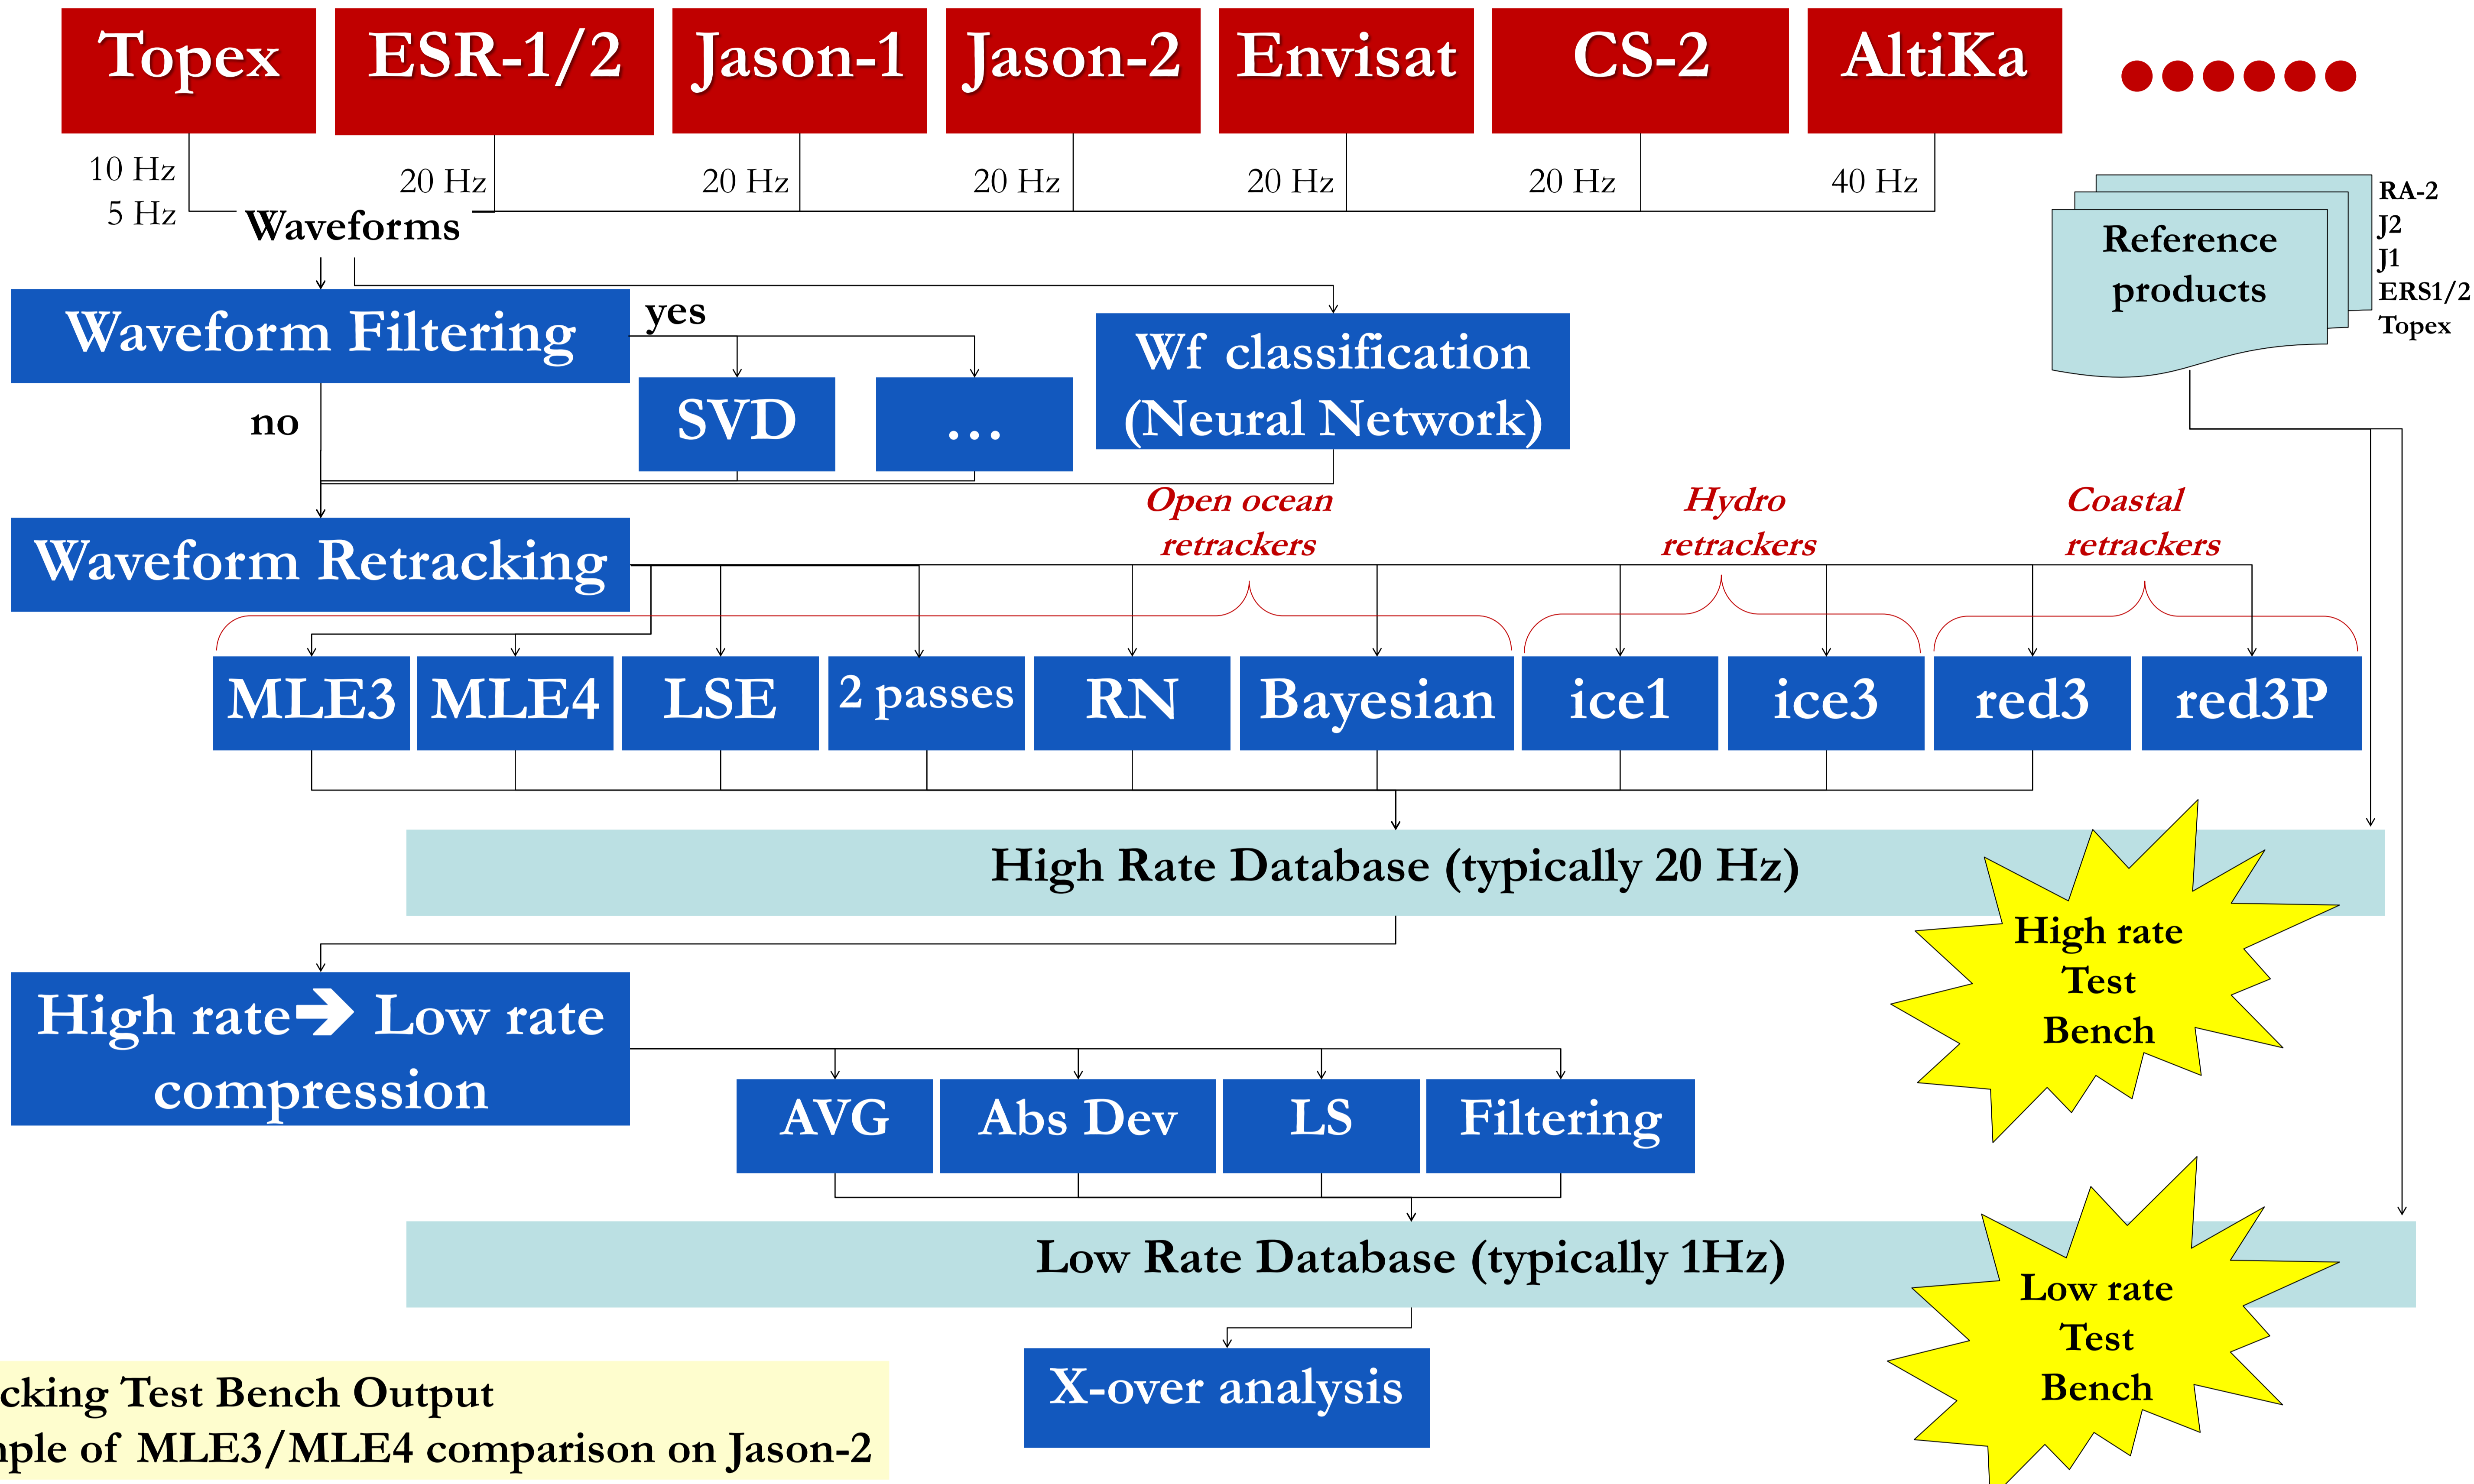 Topex
ESR-1/2
Jason-1
Jason-2
Envisat
CS-2
AltiKa
10 Hz
5 Hz
20 Hz
20 Hz
20 Hz
20 Hz
20 Hz
40 Hz
Waveforms
Reference
products
RA-2
J2
J1
ERS1/2
Topex
Waveform Filtering
yes
no
SVD
...
Wf classification
(Neural Network)
Waveform Retracking
Open ocean
retrackers
Hydro
retrackers
Coastal
retrackers
MLE3
MLE4
LSE
2 passes
RN
Bayesian
ice1
ice3
red3
red3P
High Rate Database (typically 20 Hz)
High rate
Test
Bench
High rate➔ Low rate
compression
AVG
Abs Dev
LS
Filtering
Low Rate Database (typically 1Hz)
Low rate
Test
Bench
X-over analysis
cking Test Bench Output
ple of MLE3/MLE4 comparison on Jason-2